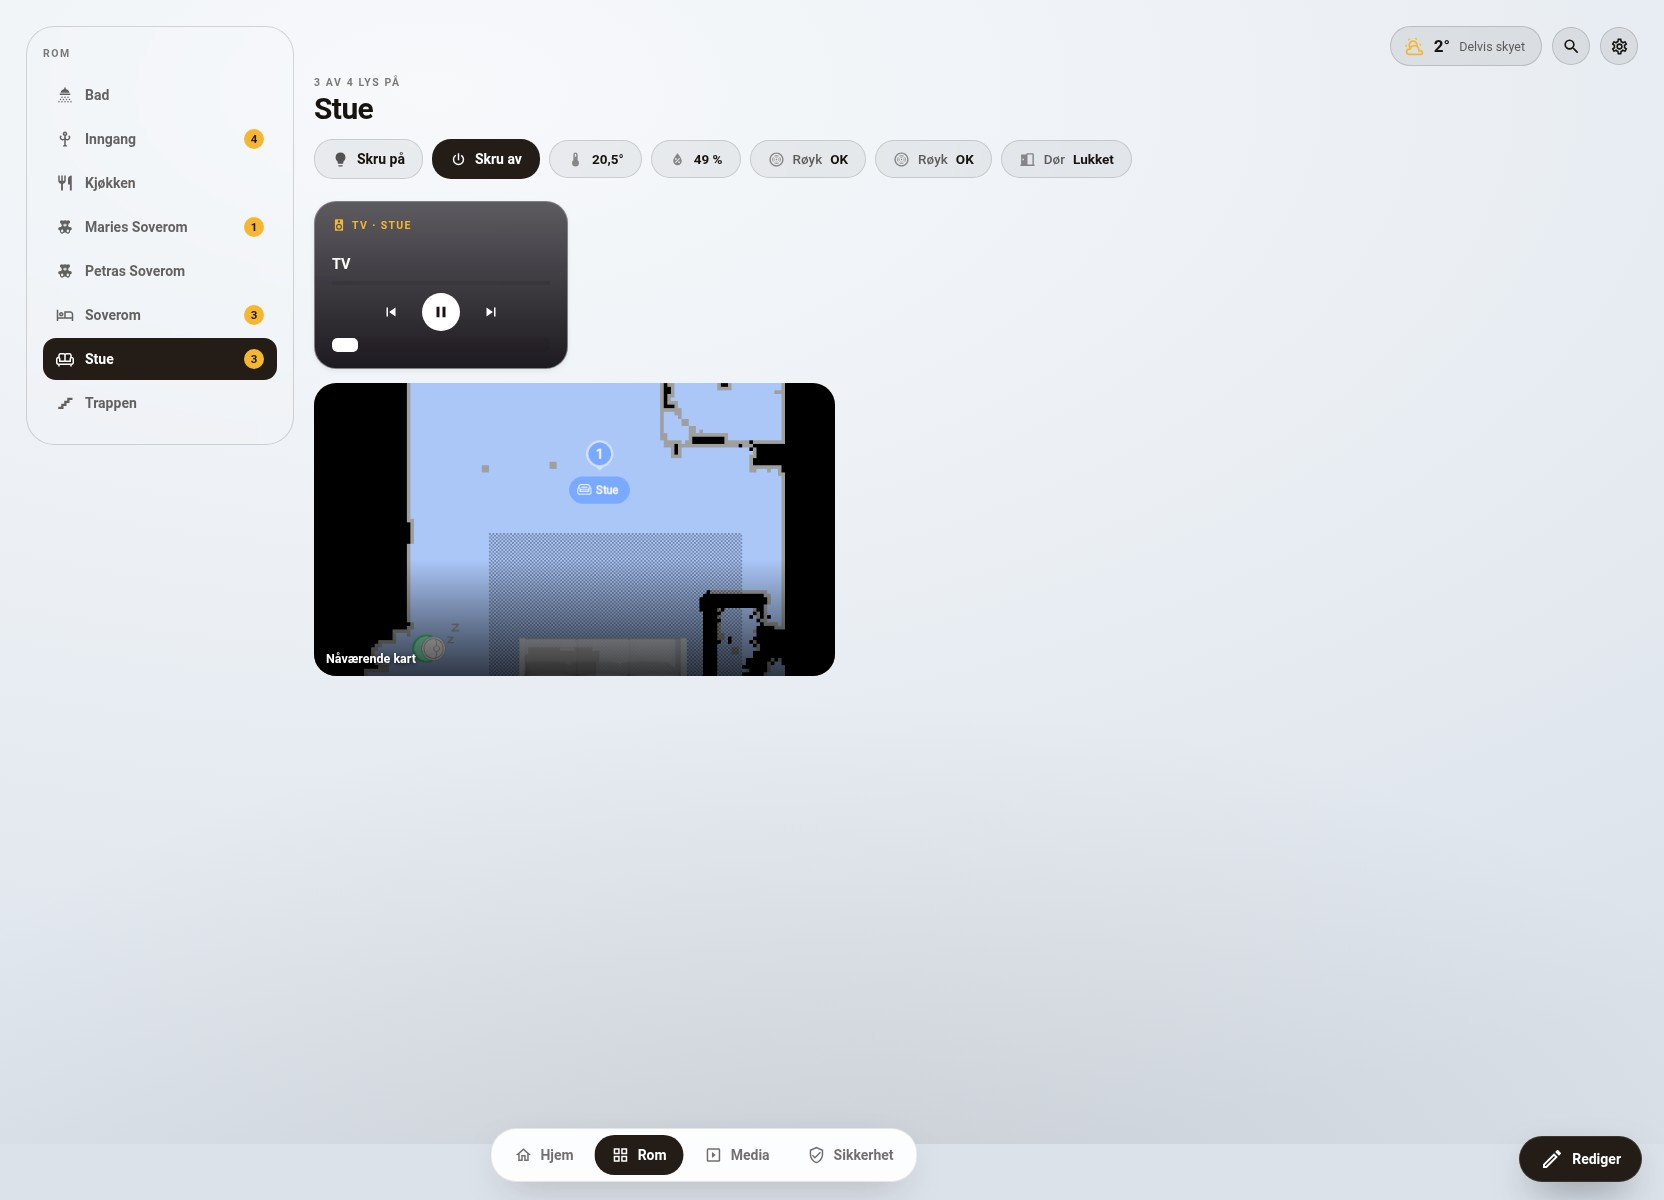 ROM
Bad
Inngang 4
Kjøkken
Maries Soverom 1
Petras Soverom
Soverom 3
Stue 3
Trappen
2° Delvis skyet
3 AV 4 LYS PÅ
Stue
Skru på Skru av 20,5° 49 % Røyk OK Røyk OK Dør Lukket
TV · STUE
TV
1
Stue
z
z
Nåværende kart
Hjem Rom Media Sikkerhet
Rediger